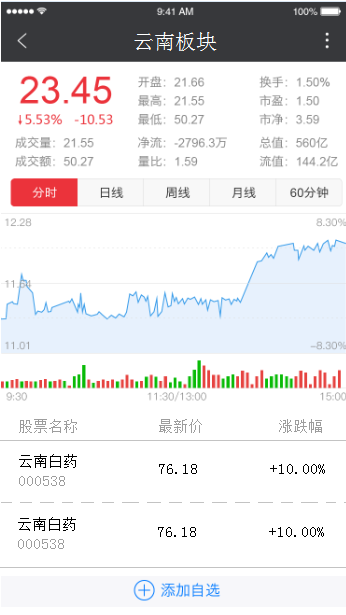 9:41 AM 100%
云南板块
23.45
↓5.53% -10.53
开盘: 21.66 换手: 1.50%
最高: 21.55 市盈: 1.50
最低: 50.27 市净: 3.59
成交量: 21.55 净流: -2796.3万 总值: 560亿
成交额: 50.27 量比: 1.59 流值: 144.2亿
分时 日线 周线 月线 60分钟
12.28 8.30%
11.64
11.01 -8.30%
9:30 11:30/13:00 15:00
股票名称 最新价 涨跌幅
云南白药 76.18 +10.00%
000538
云南白药 76.18 +10.00%
000538
添加自选